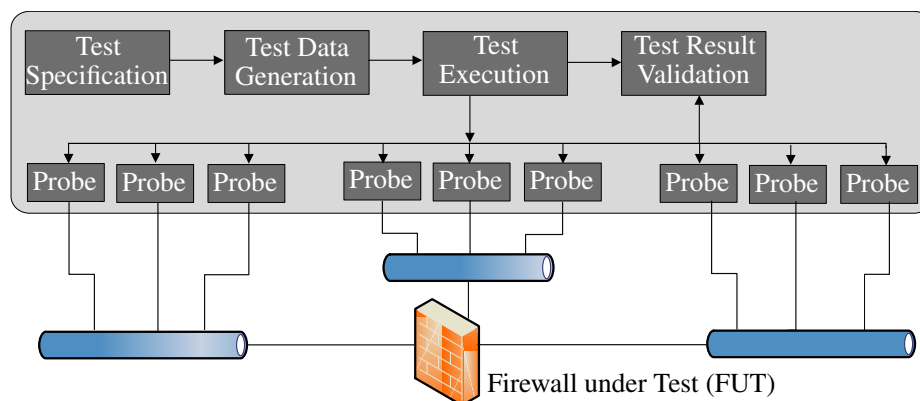 Test
Specification
Test Data
Generation
Test
Execution
Test Result
Validation
Probe
Probe
Probe
Probe
Probe
Probe
Probe
Probe
Probe
Firewall under Test (FUT)